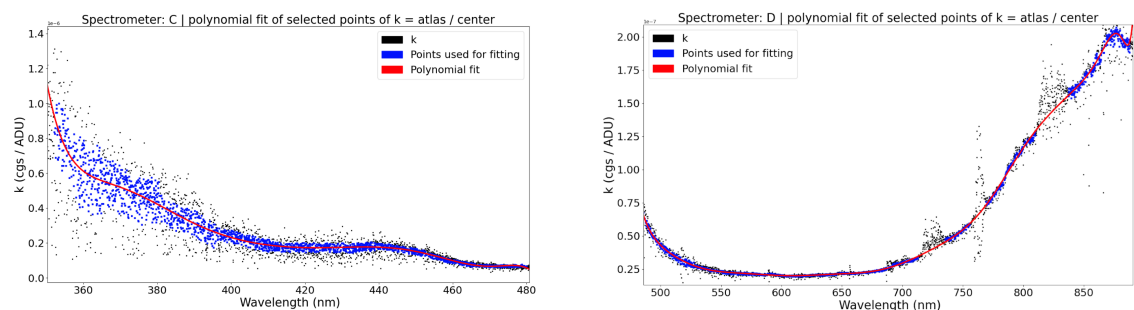 Spectrometer: C | polynomial fit of selected points of k = atlas / center
1e−6
k
Points used for fitting
Polynomial fit
1.4
1.2
1.0
0.8
0.6
0.4
0.2
0.0
k (cgs / ADU)
360 380 400 420 440 460 480
Wavelength (nm)
Spectrometer: D | polynomial fit of selected points of k = atlas / center
1e−7
k
Points used for fitting
Polynomial fit
2.00
1.75
1.50
1.25
1.00
0.75
0.50
0.25
k (cgs / ADU)
500 550 600 650 700 750 800 850
Wavelength (nm)